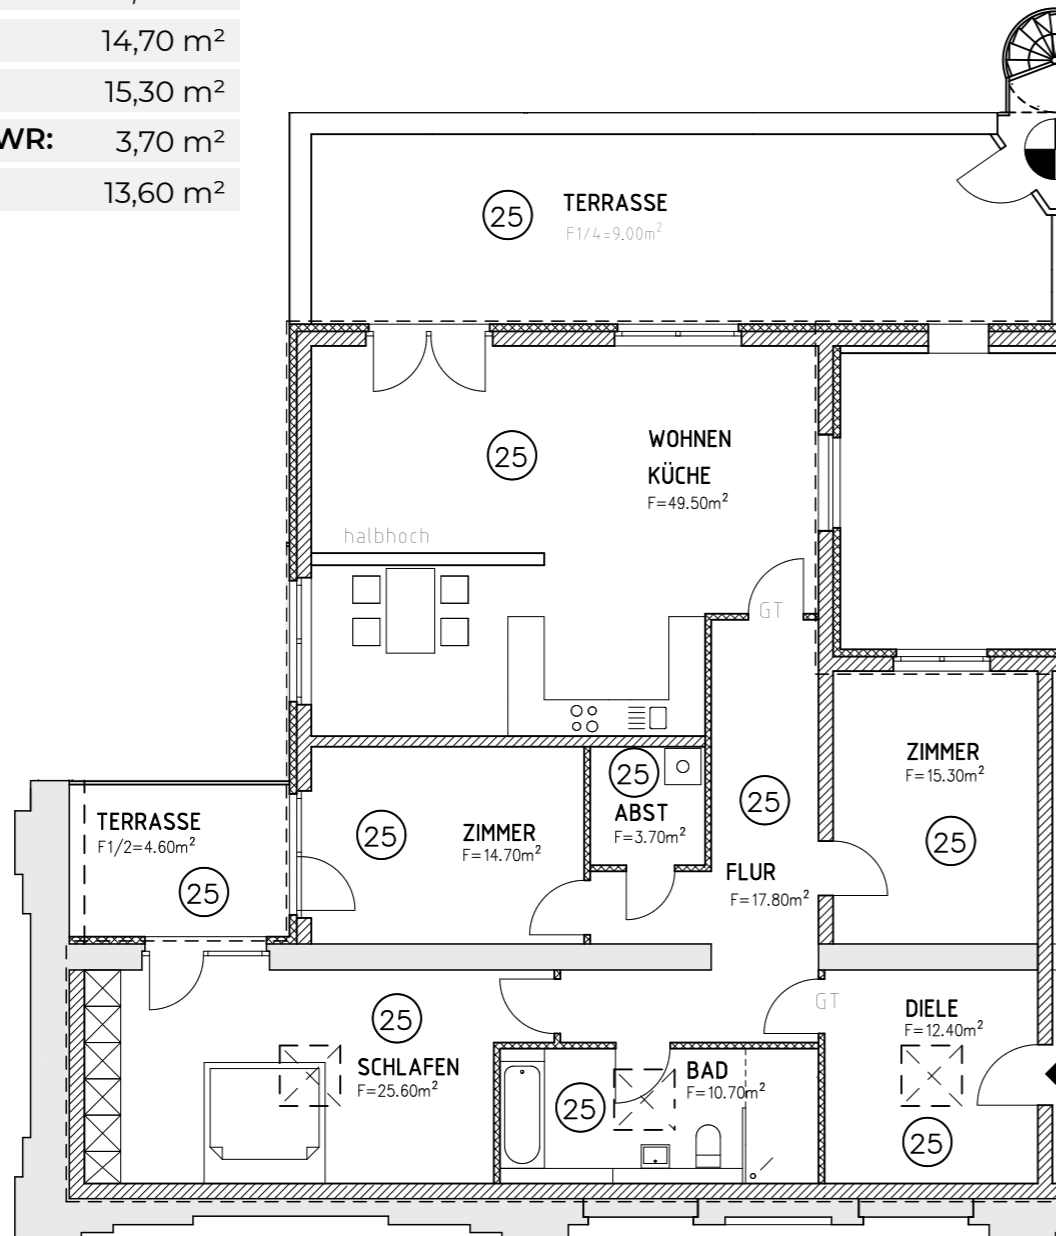 14,70 m²
15,30 m²
WR: 3,70 m²
13,60 m²
25
TERRASSE
F1/4=9.00m²
25
WOHNEN
KÜCHE
F=49.50m²
halbhoch
GT
25
ABST
F=3.70m²
25
ZIMMER
F=15.30m²
25
TERRASSE
F1/2=4.60m²
25
25
ZIMMER
F=14.70m²
FLUR
F=17.80m²
25
SCHLAFEN
F=25.60m²
GT
DIELE
F=12.40m²
25
25
BAD
F=10.70m²